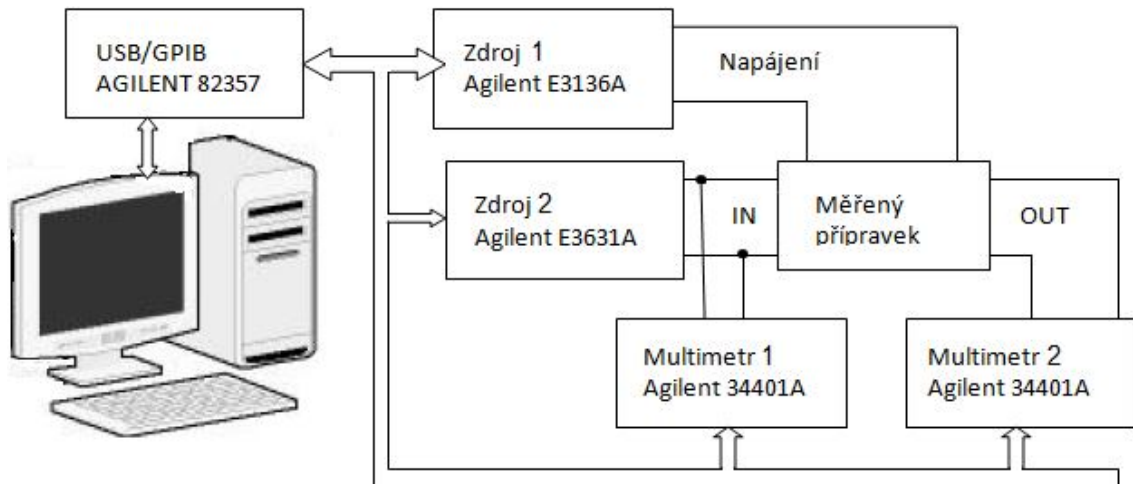 USB/GPIB
AGILENT 82357
Zdroj 1
Agilent E3136A
Napájení
Zdroj 2
Agilent E3631A
IN
Měřený
přípravek
OUT
Multimetr 1
Agilent 34401A
Multimetr 2
Agilent 34401A